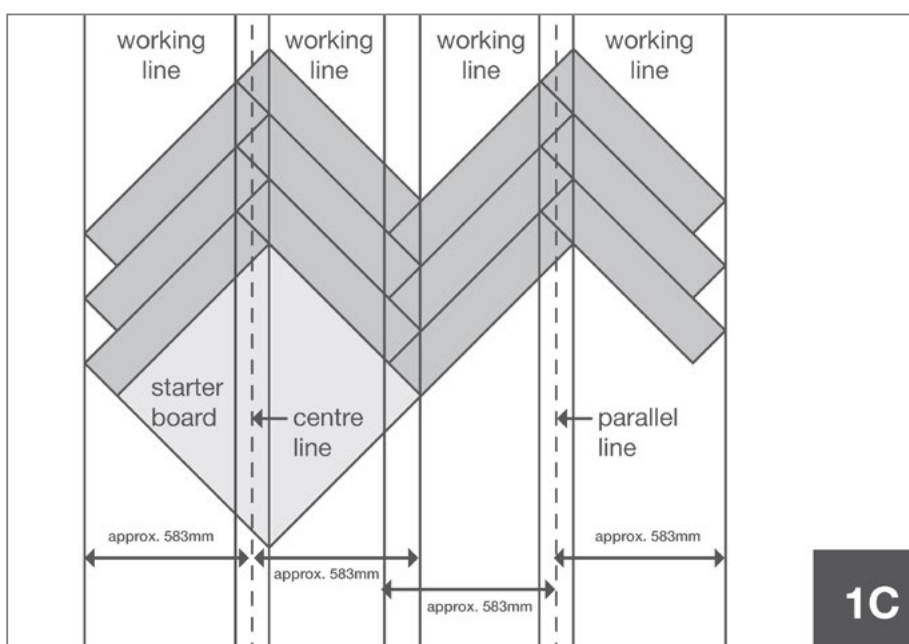 working
line
working
line
working
line
working
line
starter
board
centre
line
parallel
line
approx. 583mm
approx. 583mm
approx. 583mm
approx. 583mm
1C